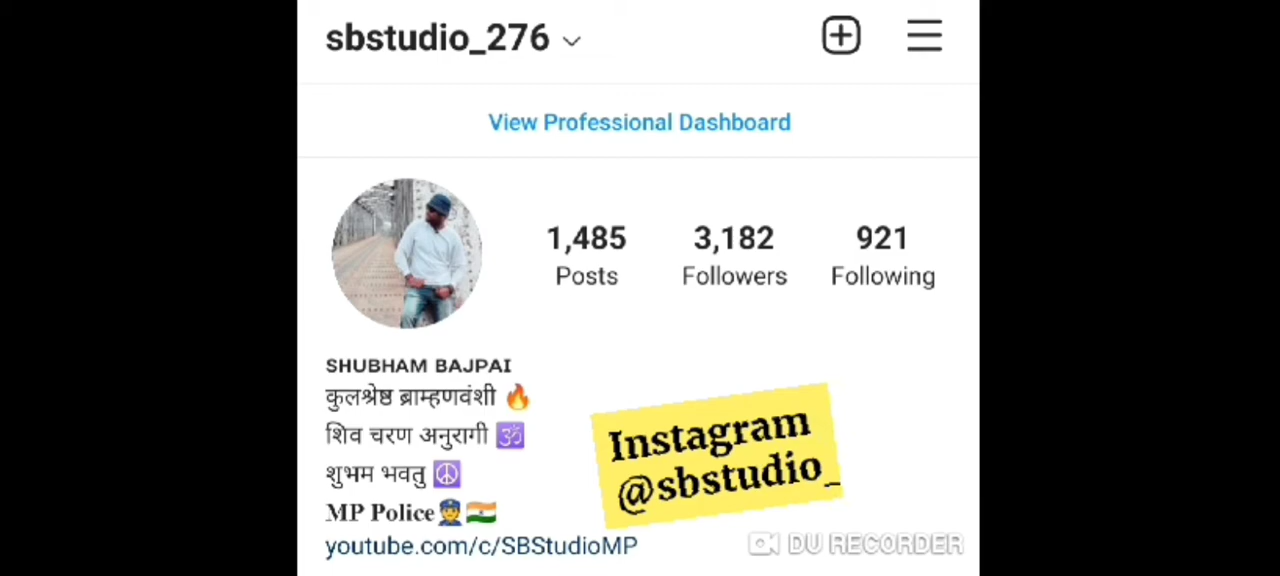 sbstudio_276
View Professional Dashboard
1,485 3,182 921
Posts Followers Following
SHUBHAM BAJPAI
कुलश्रेष्ठ ब्राम्हणवंशी 🔥
शिव चरण अनुरागी 🕉
शुभम भवतु ☮
MP Police👮🇮🇳
youtube.com/c/SBStudioMP
Instagram
@sbstudio_
DU RECORDER